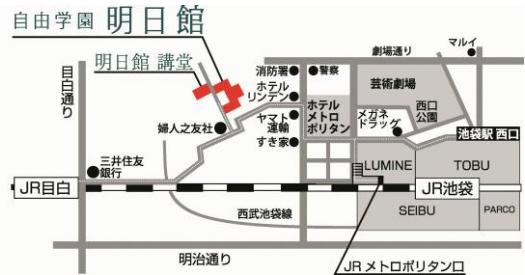 自由学園 明日館
明日館 講堂
目白通り
消防署
警察
劇場通り
マルイ
ホテル
リンデン
ホテル
メトロ
ポリタン
芸術劇場
西口
公園
メガネ
ドラッグ
ヤマト
運輸
すき家
婦人之友社
池袋駅 西口
三井住友
銀行
LUMINE
TOBU
JR目白
JR池袋
西武池袋線
SEIBU
PARCO
明治通り
JR メトロポリタン口